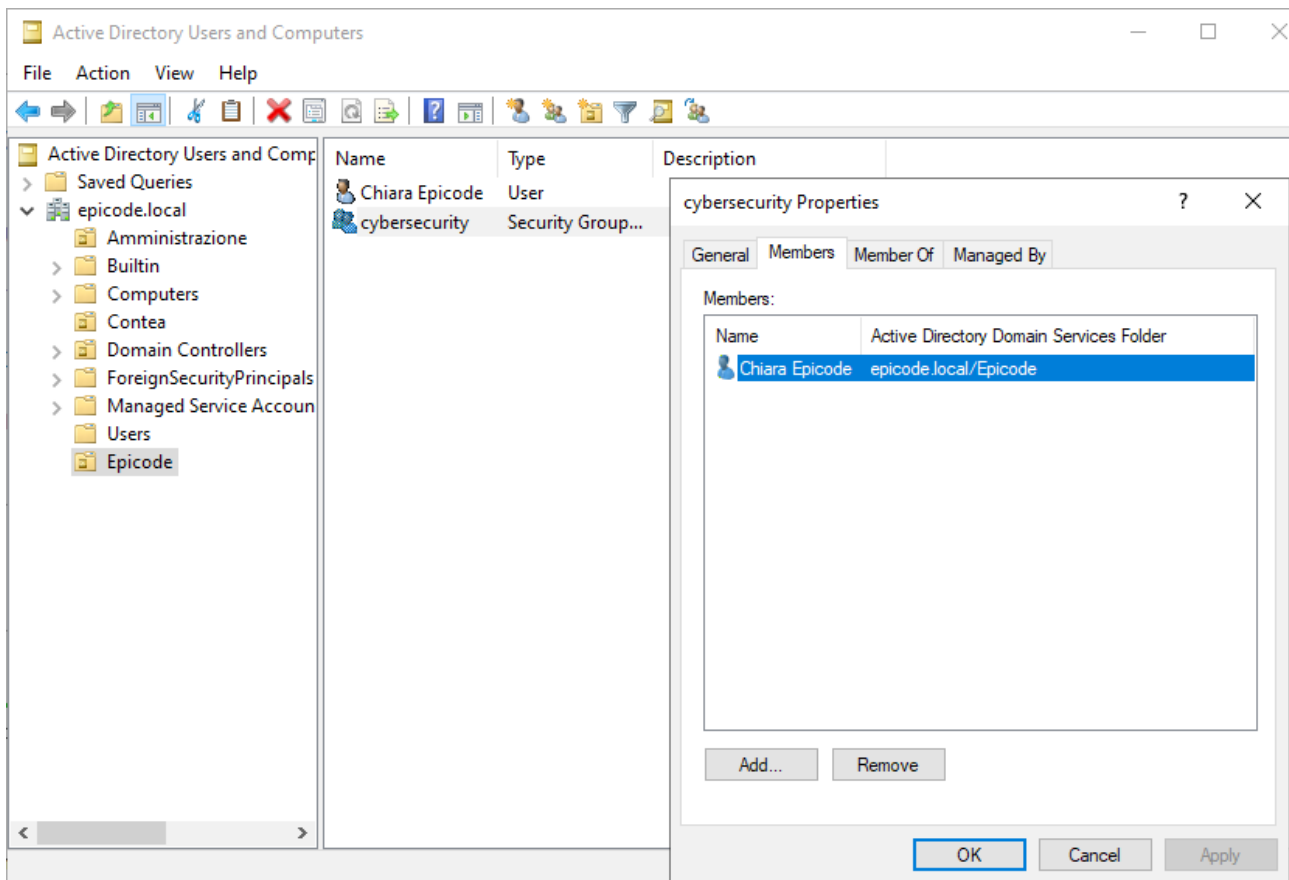 Active Directory Users and Computers
File Action View Help
Active Directory Users and Comp
Saved Queries
epicode.local
Amministrazione
Builtin
Computers
Contea
Domain Controllers
ForeignSecurityPrincipals
Managed Service Accoun
Users
Epicode
Name Type Description
Chiara Epicode User
cybersecurity Security Group...
cybersecurity Properties
General Members Member Of Managed By
Members:
Name Active Directory Domain Services Folder
Chiara Epicode epicode.local/Epicode
Add... Remove
OK Cancel Apply